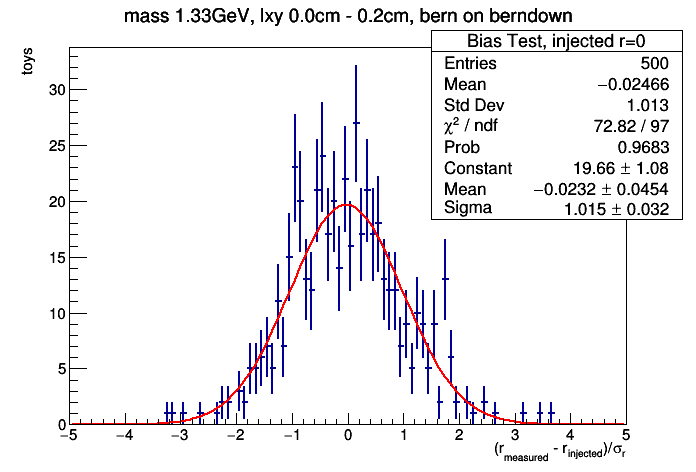 mass 1.33GeV, lxy 0.0cm - 0.2cm, bern on berndown
Bias Test, injected r=0
Entries 500
Mean −0.02466
Std Dev 1.013
χ² / ndf 72.82 / 97
Prob 0.9683
Constant 19.66 ± 1.08
Mean −0.0232 ± 0.0454
Sigma 1.015 ± 0.032
toys
30
25
20
15
10
5
0
−5 −4 −3 −2 −1 0 1 2 3 4 5
(r_measured - r_injected)/σ_r